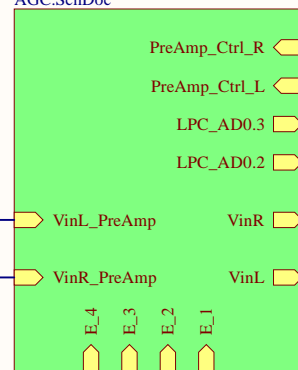 AGC.SchDoc
PreAmp_Ctrl_R
PreAmp_Ctrl_L
LPC_AD0.3
LPC_AD0.2
VinL_PreAmp
VinR
VinR_PreAmp
VinL
E_4
E_3
E_2
E_1